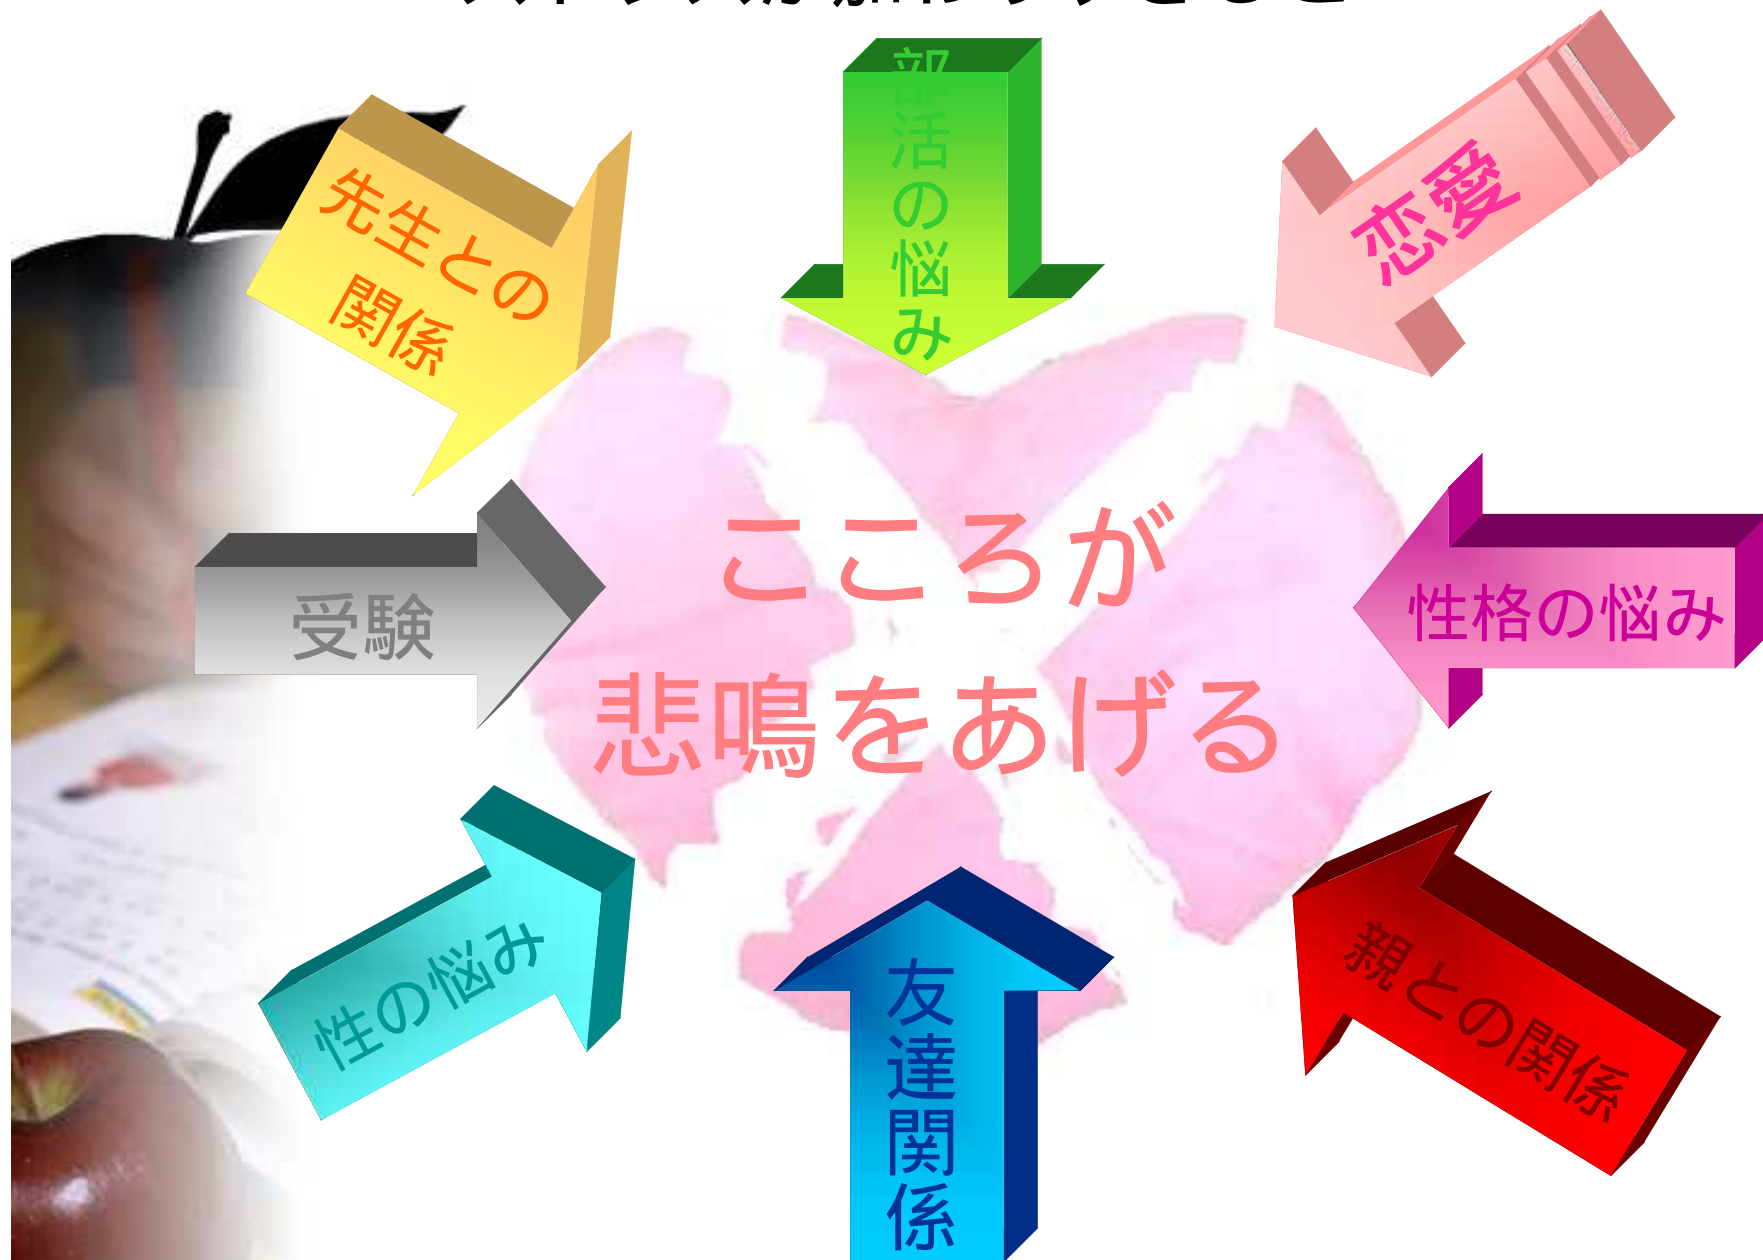 部活の悩み
恋愛
先生との
関係
こころが
受験
性格の悩み
悲鳴をあげる
性の悩み
親との関係
友達関係